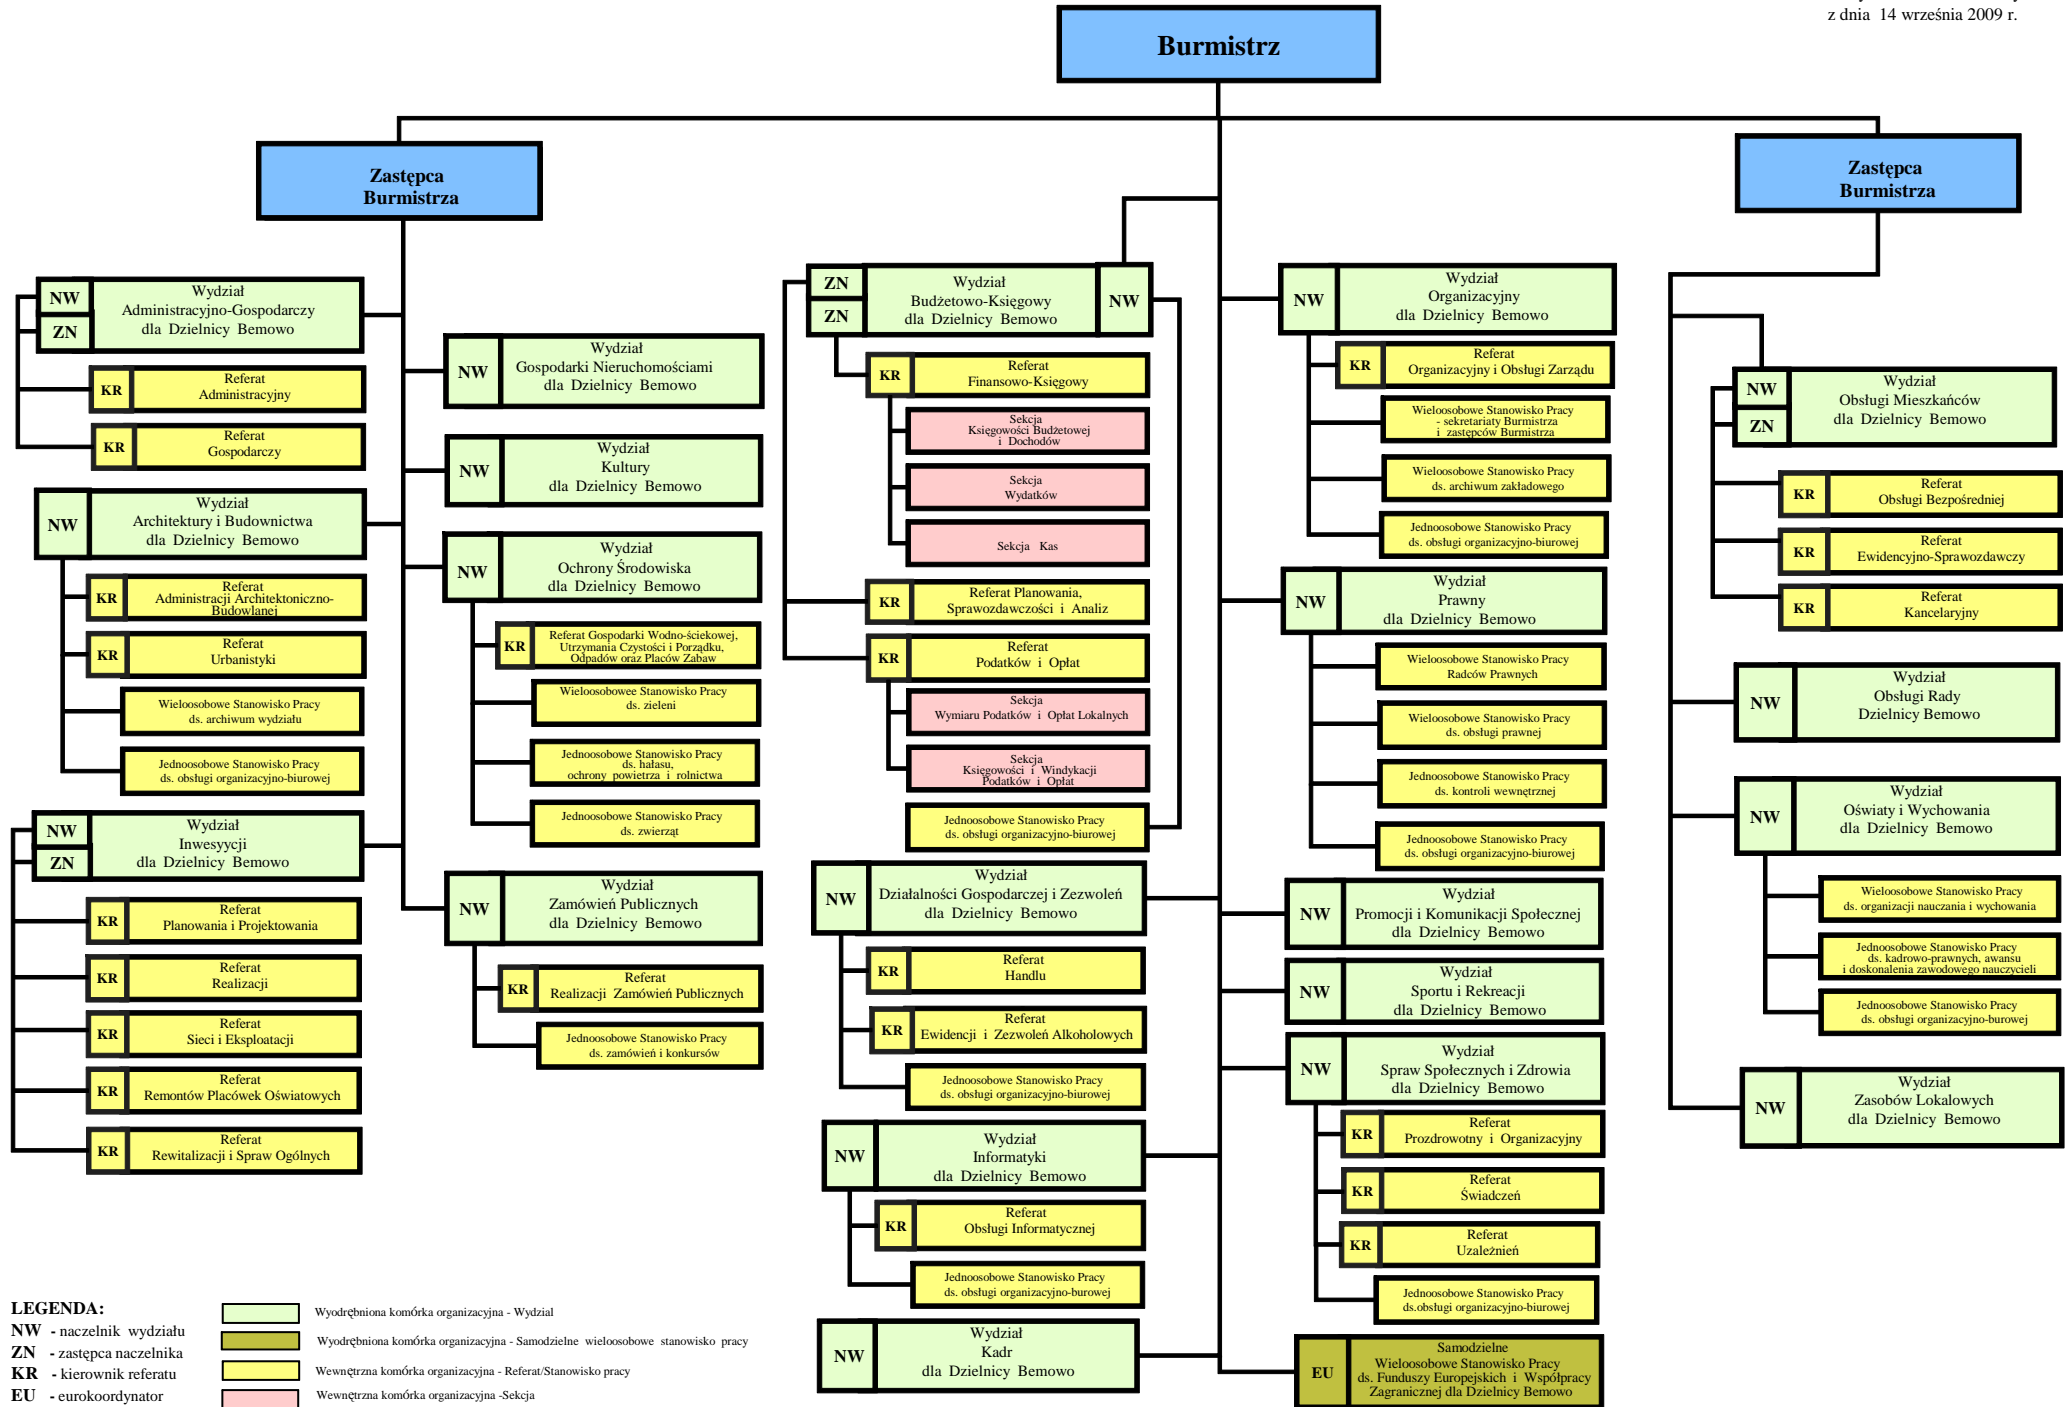 z dnia 14 września 2009 r.
Burmistrz
Zastępca
Burmistrza
Zastępca
Burmistrza
NW
ZN
Wydział
Administracyjno-Gospodarczy
dla Dzielnicy Bemowo
KR
Referat
Administracyjny
KR
Referat
Gospodarczy
NW
Wydział
Architektury i Budownictwa
dla Dzielnicy Bemowo
KR
Referat
Administracji Architektoniczno-
Budowlanej
KR
Referat
Urbanistyki
Wieloosobowe Stanowisko Pracy
ds. archiwum wydziału
Jednoosobowe Stanowisko Pracy
ds. obsługi organizacyjno-biurowej
NW
ZN
Wydział
Inwesyycji
dla Dzielnicy Bemowo
KR
Referat
Planowania i Projektowania
KR
Referat
Realizacji
KR
Referat
Sieci i Eksploatacji
KR
Referat
Remontów Placówek Oświatowych
KR
Referat
Rewitalizacji i Spraw Ogólnych
NW
Wydział
Gospodarki Nieruchomościami
dla Dzielnicy Bemowo
NW
Wydział
Kultury
dla Dzielnicy Bemowo
NW
Wydział
Ochrony Środowiska
dla Dzielnicy Bemowo
KR
Referat Gospodarki Wodno-ściekowej,
Utrzymania Czystości i Porządku,
Odpadów oraz Placów Zabaw
Wieloosobowee Stanowisko Pracy
ds. zieleni
Jednoosobowe Stanowisko Pracy
ds. hałasu,
ochrony powietrza i rolnictwa
Jednoosobowe Stanowisko Pracy
ds. zwierząt
NW
Wydział
Zamówień Publicznych
dla Dzielnicy Bemowo
KR
Referat
Realizacji Zamówień Publicznych
Jednoosobowe Stanowisko Pracy
ds. zamówień i konkursów
ZN
ZN
Wydział
Budżetowo-Księgowy
dla Dzielnicy Bemowo
NW
KR
Referat
Finansowo-Księgowy
Sekcja
Księgowości Budżetowej
i Dochodów
Sekcja
Wydatków
Sekcja Kas
KR
Referat Planowania,
Sprawozdawczości i Analiz
KR
Referat
Podatków i Opłat
Sekcja
Wymiaru Podatków i Opłat Lokalnych
Sekcja
Księgowości i Windykacji
Podatków i Opłat
Jednoosobowe Stanowisko Pracy
ds. obsługi organizacyjno-biurowej
NW
Wydział
Działalności Gospodarczej i Zezwoleń
dla Dzielnicy Bemowo
KR
Referat
Handlu
KR
Referat
Ewidencji i Zezwoleń Alkoholowych
Jednoosobowe Stanowisko Pracy
ds. obsługi organizacyjno-biurowej
NW
Wydział
Informatyki
dla Dzielnicy Bemowo
KR
Referat
Obsługi Informatycznej
Jednoosobowe Stanowisko Pracy
ds. obsługi organizacyjno-burowej
NW
Wydział
Kadr
dla Dzielnicy Bemowo
NW
Wydział
Organizacyjny
dla Dzielnicy Bemowo
KR
Referat
Organizacyjny i Obsługi Zarządu
Wieloosobowe Stanowisko Pracy
- sekretariaty Burmistrza
i zastępców Burmistrza
Wieloosobowe Stanowisko Pracy
ds. archiwum zakładowego
Jednoosobowe Stanowisko Pracy
ds. obsługi organizacyjno-biurowej
NW
Wydział
Prawny
dla Dzielnicy Bemowo
Wieloosobowe Stanowisko Pracy
Radców Prawnych
Wieloosobowe Stanowisko Pracy
ds. obsługi prawnej
Jednoosobowe Stanowisko Pracy
ds. kontroli wewnętrznej
Jednoosobowe Stanowisko Pracy
ds. obsługi organizacyjno-biurowej
NW
Wydział
Promocji i Komunikacji Społecznej
dla Dzielnicy Bemowo
NW
Wydział
Sportu i Rekreacji
dla Dzielnicy Bemowo
NW
Wydział
Spraw Społecznych i Zdrowia
dla Dzielnicy Bemowo
KR
Referat
Prozdrowotny i Organizacyjny
KR
Referat
Świadczeń
KR
Referat
Uzależnień
Jednoosobowe Stanowisko Pracy
ds.obsługi organizacyjno-biurowej
EU
Samodzielne
Wieloosobowe Stanowisko Pracy
ds. Funduszy Europejskich i Współpracy
Zagranicznej dla Dzielnicy Bemowo
NW
ZN
Wydział
Obsługi Mieszkańców
dla Dzielnicy Bemowo
KR
Referat
Obsługi Bezpośredniej
KR
Referat
Ewidencyjno-Sprawozdawczy
KR
Referat
Kancelaryjny
NW
Wydział
Obsługi Rady
Dzielnicy Bemowo
NW
Wydział
Oświaty i Wychowania
dla Dzielnicy Bemowo
Wieloosobowe Stanowisko Pracy
ds. organizacji nauczania i wychowania
Jednoosobowe Stanowisko Pracy
ds. kadrowo-prawnych, awansu
i doskonalenia zawodowego nauczycieli
Jednoosobowe Stanowisko Pracy
ds. obsługi organizacyjno-burowej
NW
Wydział
Zasobów Lokalowych
dla Dzielnicy Bemowo
LEGENDA:
NW - naczelnik wydziału
ZN - zastępca naczelnika
KR - kierownik referatu
EU - eurokoordynator
Wyodrębniona komórka organizacyjna - Wydzial
Wyodrębniona komórka organizacyjna - Samodzielne wieloosobowe stanowisko pracy
Wewnętrzna komórka organizacyjna - Referat/Stanowisko pracy
Wewnętrzna komórka organizacyjna -Sekcja